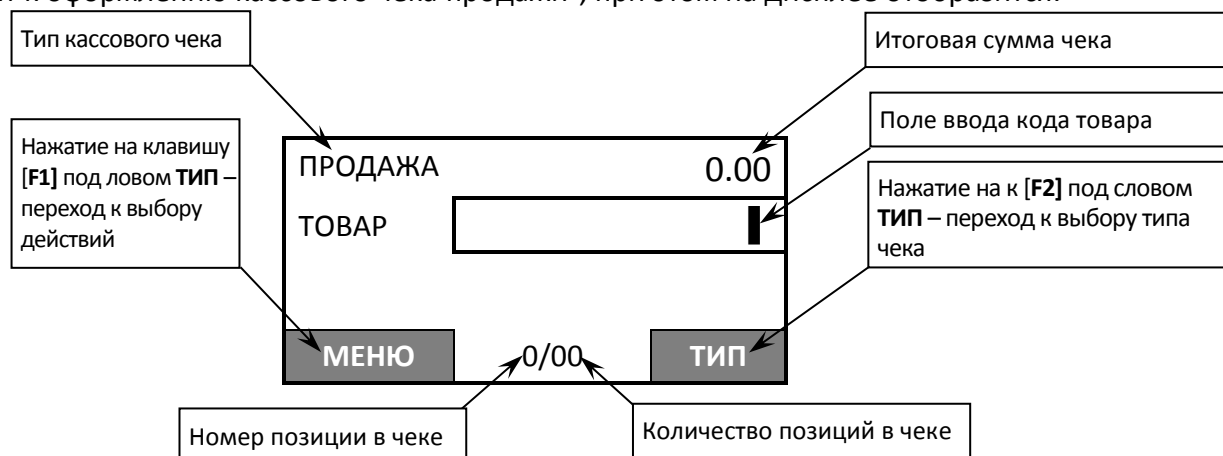 Тип кассового чека
Итоговая сумма чека
Поле ввода кода товара
Нажатие на клавишу
[F1] под ловом ТИП –
переход к выбору
действий
ПРОДАЖА 0.00
ТОВАР
Нажатие на к [F2] под словом
ТИП – переход к выбору типа
чека
МЕНЮ 0/00 ТИП
Номер позиции в чеке
Количество позиций в чеке